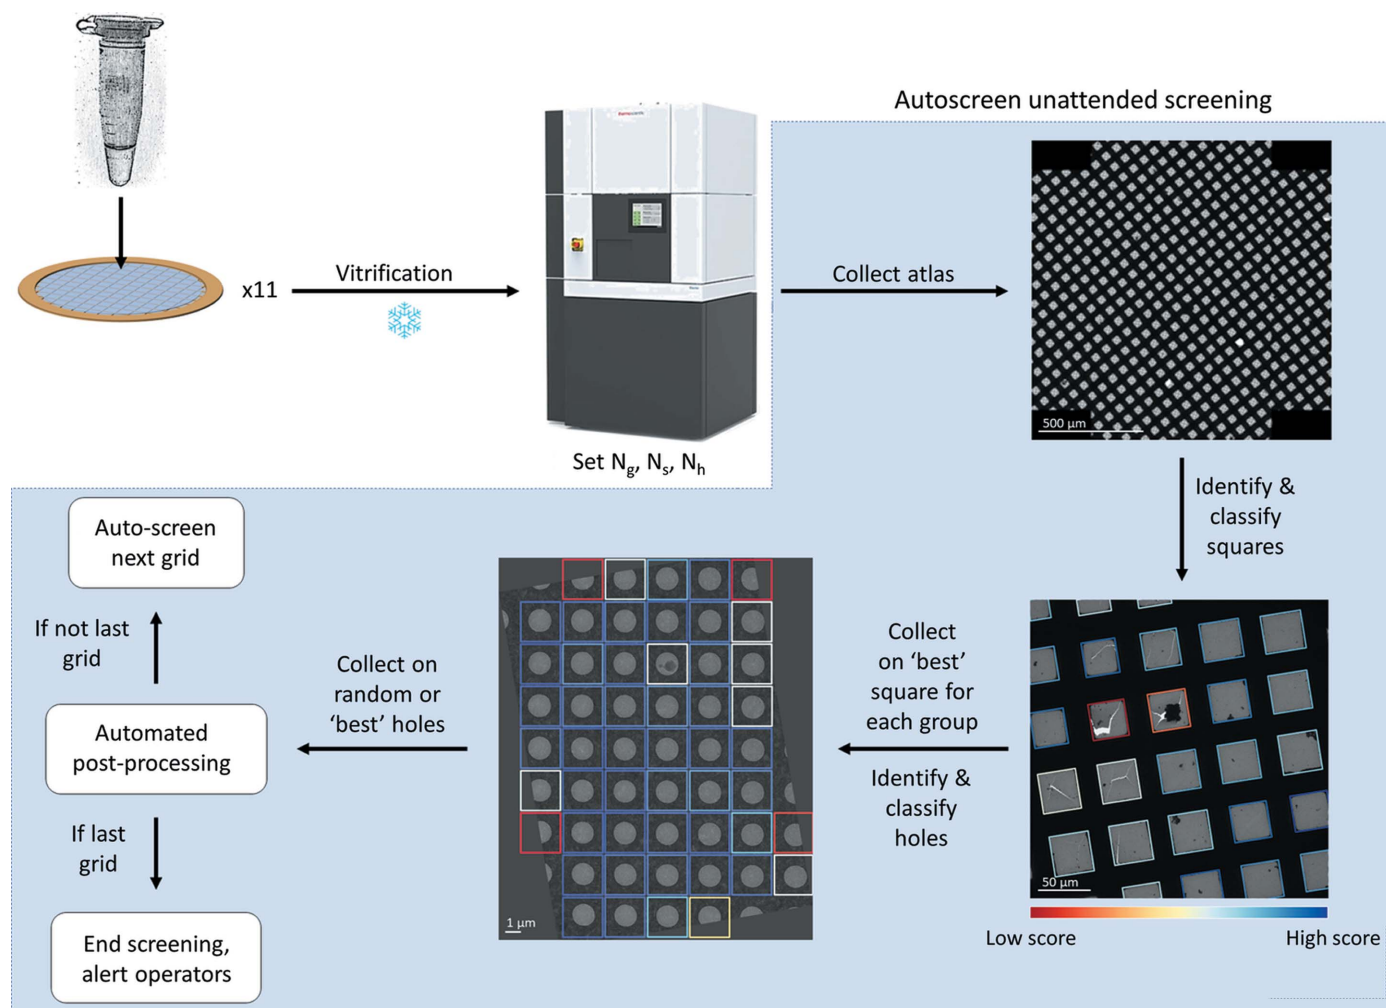 Autoscreen unattended screening
x11
Vitrification
Collect atlas
500 µm
Set Ng, Ns, Nh
Identify &
classify
squares
Auto-screen
next grid
If not last
grid
Automated
post-processing
If last
grid
End screening,
alert operators
Collect on
random or
‘best’ holes
1 µm
Collect
on ‘best’
square for
each group
Identify &
classify
holes
50 µm
Low score
High score